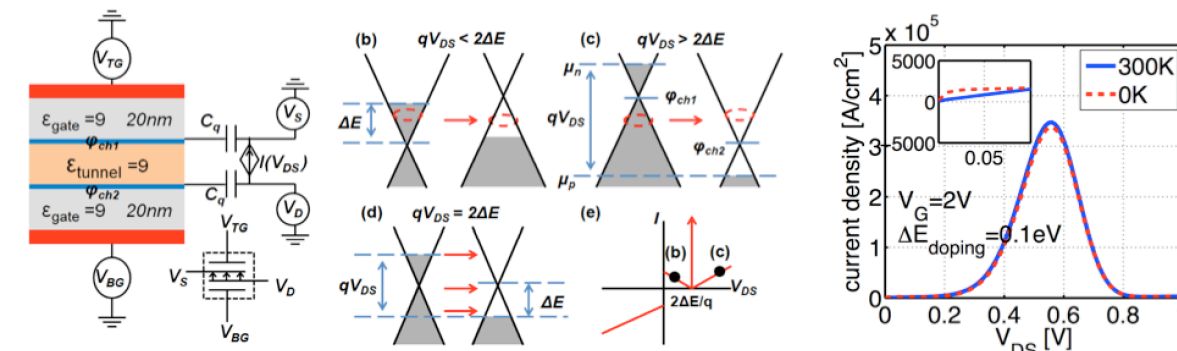 V_TG
ε_gate =9 20nm
φ_ch1
ε_tunnel =9
φ_ch2
ε_gate =9 20nm
V_BG
C_q
V_S
I(V_DS)
C_q
V_D
V_TG
V_S
V_D
V_BG
(b) qV_DS < 2ΔE
ΔE
(c) qV_DS > 2ΔE
μ_n
φ_ch1
qV_DS
φ_ch2
μ_p
(d) qV_DS = 2ΔE
qV_DS
ΔE
(e)
I
(b)
(c)
V_DS
2ΔE/q
x 10^5
5
4
3
2
1
0
current density [A/cm^2]
5000
0
5000
0.05
300K
0K
V_G=2V
ΔE_doping=0.1eV
0 0.2 0.4 0.6 0.8
V_DS [V]